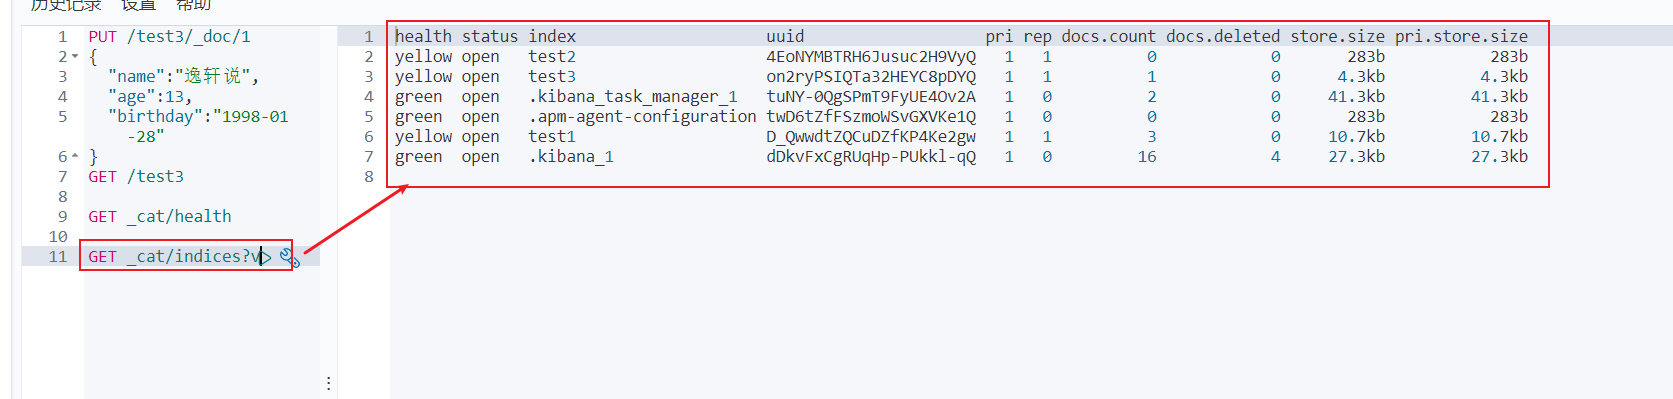 历史记录 设置 帮助
1 PUT /test3/_doc/1
2 {
3 "name":"逸轩说",
4 "age":13,
5 "birthday":"1998-01
-28"
6 }
7 GET /test3
8
9 GET _cat/health
10
11 GET _cat/indices?v
1 health status index uuid pri rep docs.count docs.deleted store.size pri.store.size
2 yellow open test2 4EoNYMBTRH6Jusuc2H9VyQ 1 1 0 0 283b 283b
3 yellow open test3 on2ryPSIQTa32HEYC8pDYQ 1 1 1 0 4.3kb 4.3kb
4 green open .kibana_task_manager_1 tuNY-0QgSPmT9FyUE4Ov2A 1 0 2 0 41.3kb 41.3kb
5 green open .apm-agent-configuration twD6tZfFSzmoWSvGXVKe1Q 1 0 0 0 283b 283b
6 yellow open test1 D_QwwdtZQCuDZfKP4Ke2gw 1 1 3 0 10.7kb 10.7kb
7 green open .kibana_1 dDkvFxCgRUqHp-PUkkl-qQ 1 0 16 4 27.3kb 27.3kb
8